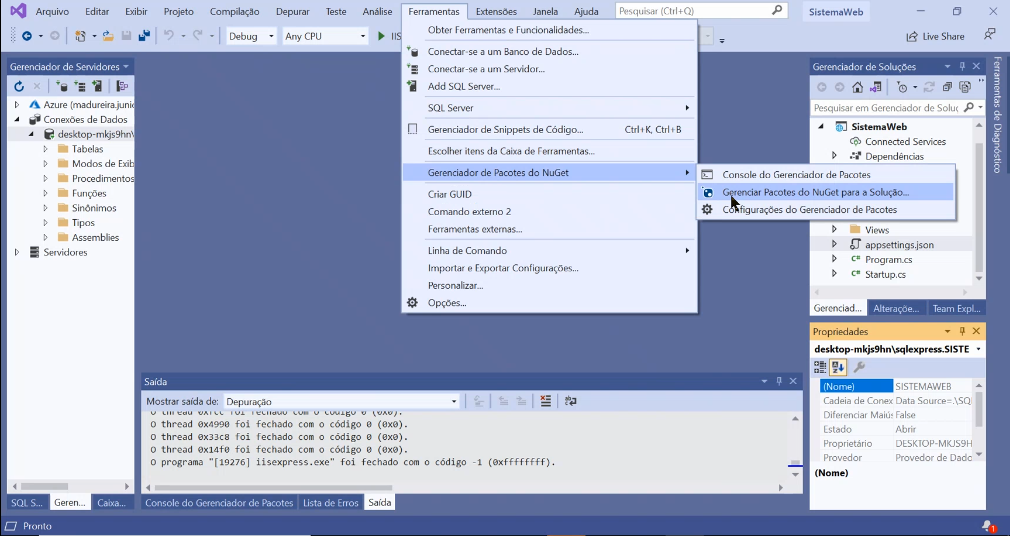 Arquivo Editar Exibir Projeto Compilação Depurar Teste Análise Ferramentas Extensões Janela Ajuda Pesquisar (Ctrl+Q) SistemaWeb
Debug Any CPU IIS Live Share
Gerenciador de Servidores
Azure (madureira.junio
Conexões de Dados
desktop-mkjs9hn\
Tabelas
Modos de Exib
Procedimentos
Funções
Sinônimos
Tipos
Assemblies
Servidores
SQL S... Geren... Caixa...
Obter Ferramentas e Funcionalidades...
Conectar-se a um Banco de Dados...
Conectar-se a um Servidor...
Add SQL Server...
SQL Server
Gerenciador de Snippets de Código... Ctrl+K, Ctrl+B
Escolher itens da Caixa de Ferramentas...
Gerenciador de Pacotes do NuGet
Criar GUID
Comando externo 2
Ferramentas externas...
Linha de Comando
Importar e Exportar Configurações...
Personalizar...
Opções...
Console do Gerenciador de Pacotes
Gerenciar Pacotes do NuGet para a Solução...
Configurações do Gerenciador de Pacotes
Gerenciador de Soluções
Pesquisar em Gerenciador de Soluç
SistemaWeb
Connected Services
Dependências
Views
appsettings.json
Program.cs
Startup.cs
Gerenciad... Alteraçõe... Team Expl...
Ferramentas de Diagnóstico
Propriedades
desktop-mkjs9hn\sqlexpress.SISTE
(Nome) SISTEMAWEB
Cadeia de Conex Data Source=.\SQ
Diferenciar Maiús False
Estado Abrir
Proprietário DESKTOP-MKJS9H
Provedor Provedor de Dado
(Nome)
Saída
Mostrar saída de: Depuração
O thread 0xfcc foi fechado com o código 0 (0x0).
O thread 0x4990 foi fechado com o código 0 (0x0).
O thread 0x33c8 foi fechado com o código 0 (0x0).
O thread 0x14f0 foi fechado com o código 0 (0x0).
O programa "[19276] iisexpress.exe" foi fechado com o código -1 (0xffffffff).
Console do Gerenciador de Pacotes Lista de Erros Saída
Pronto 1